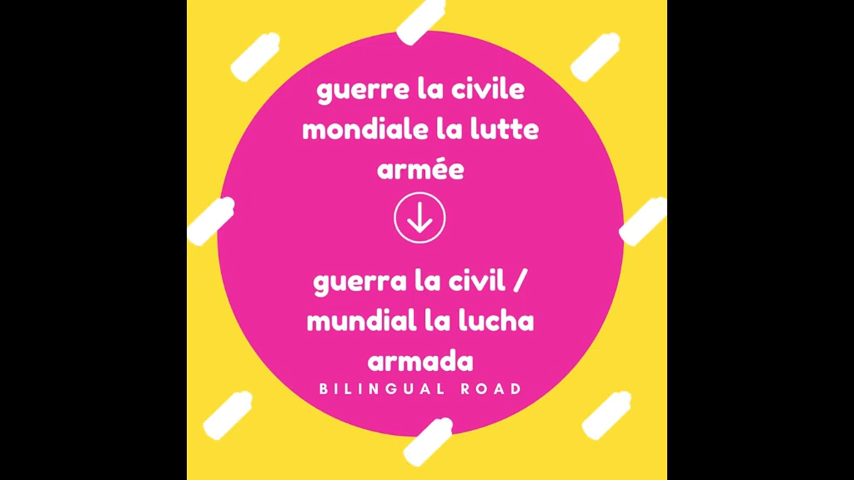 guerre la civile
mondiale la lutte
armée
guerra la civil /
mundial la lucha
armada
BILINGUAL ROAD